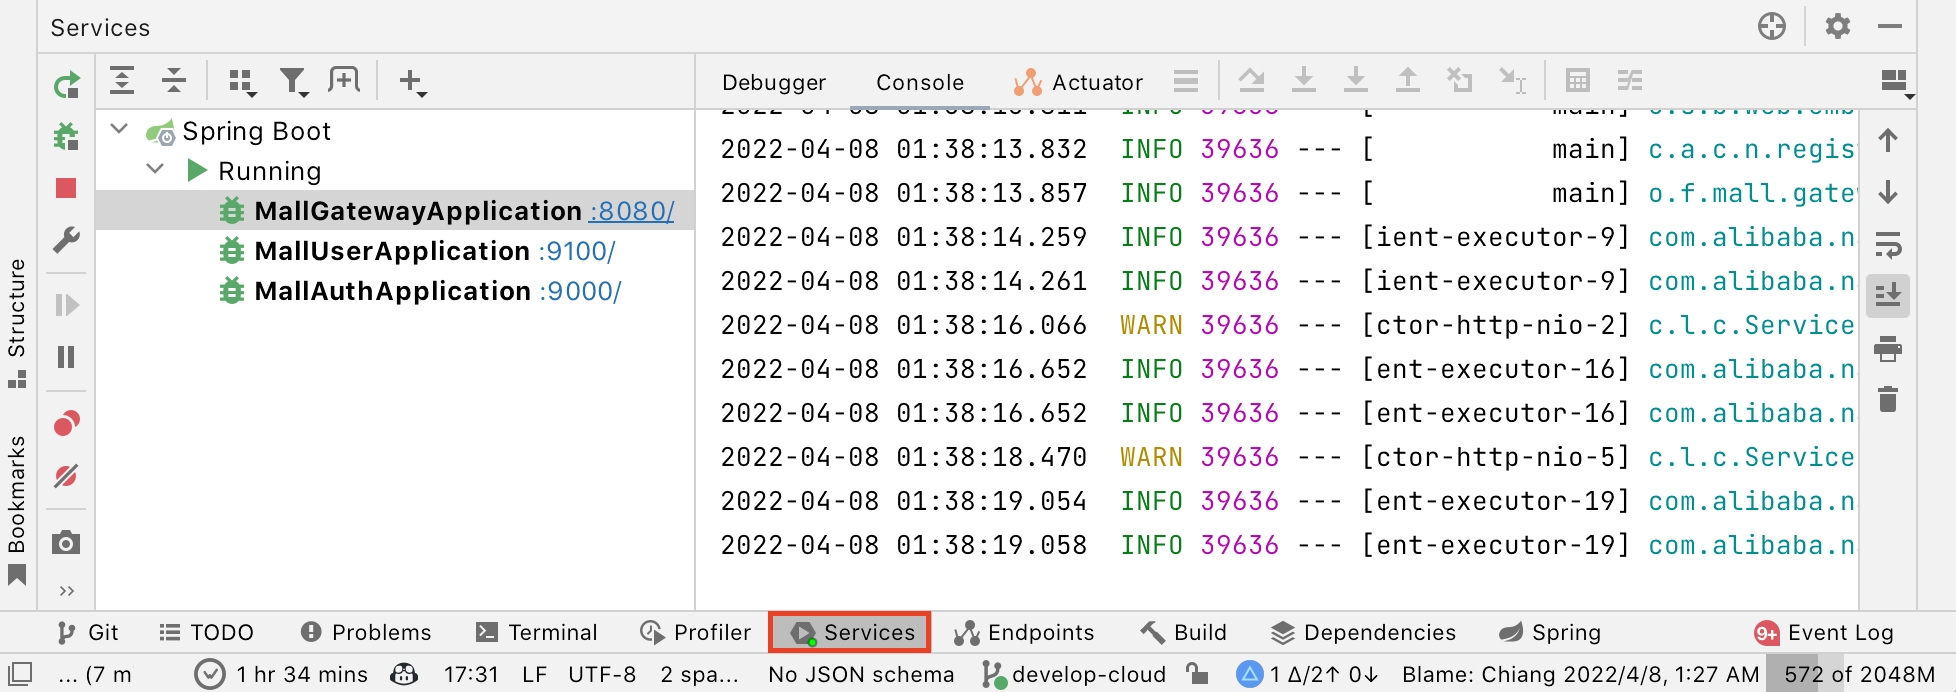 Services
Debugger Console Actuator
Spring Boot
Running
MallGatewayApplication :8080/
MallUserApplication :9100/
MallAuthApplication :9000/
2022-04-08 01:38:13.832 INFO 39636 --- [ main] c.a.c.n.regis
2022-04-08 01:38:13.857 INFO 39636 --- [ main] o.f.mall.gate
2022-04-08 01:38:14.259 INFO 39636 --- [ient-executor-9] com.alibaba.n
2022-04-08 01:38:14.261 INFO 39636 --- [ient-executor-9] com.alibaba.n
2022-04-08 01:38:16.066 WARN 39636 --- [ctor-http-nio-2] c.l.c.Service
2022-04-08 01:38:16.652 INFO 39636 --- [ent-executor-16] com.alibaba.n
2022-04-08 01:38:16.652 INFO 39636 --- [ent-executor-16] com.alibaba.n
2022-04-08 01:38:18.470 WARN 39636 --- [ctor-http-nio-5] c.l.c.Service
2022-04-08 01:38:19.054 INFO 39636 --- [ent-executor-19] com.alibaba.n
2022-04-08 01:38:19.058 INFO 39636 --- [ent-executor-19] com.alibaba.n
Structure
Bookmarks
Git TODO Problems Terminal Profiler Services Endpoints Build Dependencies Spring 9+ Event Log
... (7 m 1 hr 34 mins 17:31 LF UTF-8 2 spa... No JSON schema develop-cloud 1 Δ/2↑ 0↓ Blame: Chiang 2022/4/8, 1:27 AM 572 of 2048M